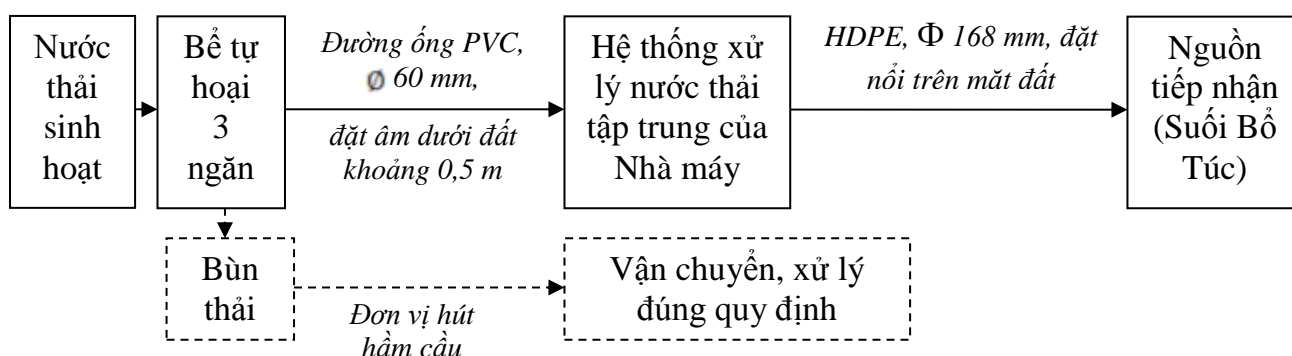 Nước
thải
sinh
hoạt
Bể tự
hoại
3
ngăn
Đường ống PVC,
Ø 60 mm,
đặt âm dưới đất
khoảng 0,5 m
Hệ thống xử
lý nước thải
tập trung của
Nhà máy
HDPE, Φ 168 mm, đặt
nổi trên măt đất
Nguồn
tiếp nhận
(Suối Bổ
Túc)
Bùn
thải
Đơn vị hút
hầm cầu
Vận chuyển, xử lý
đúng quy định